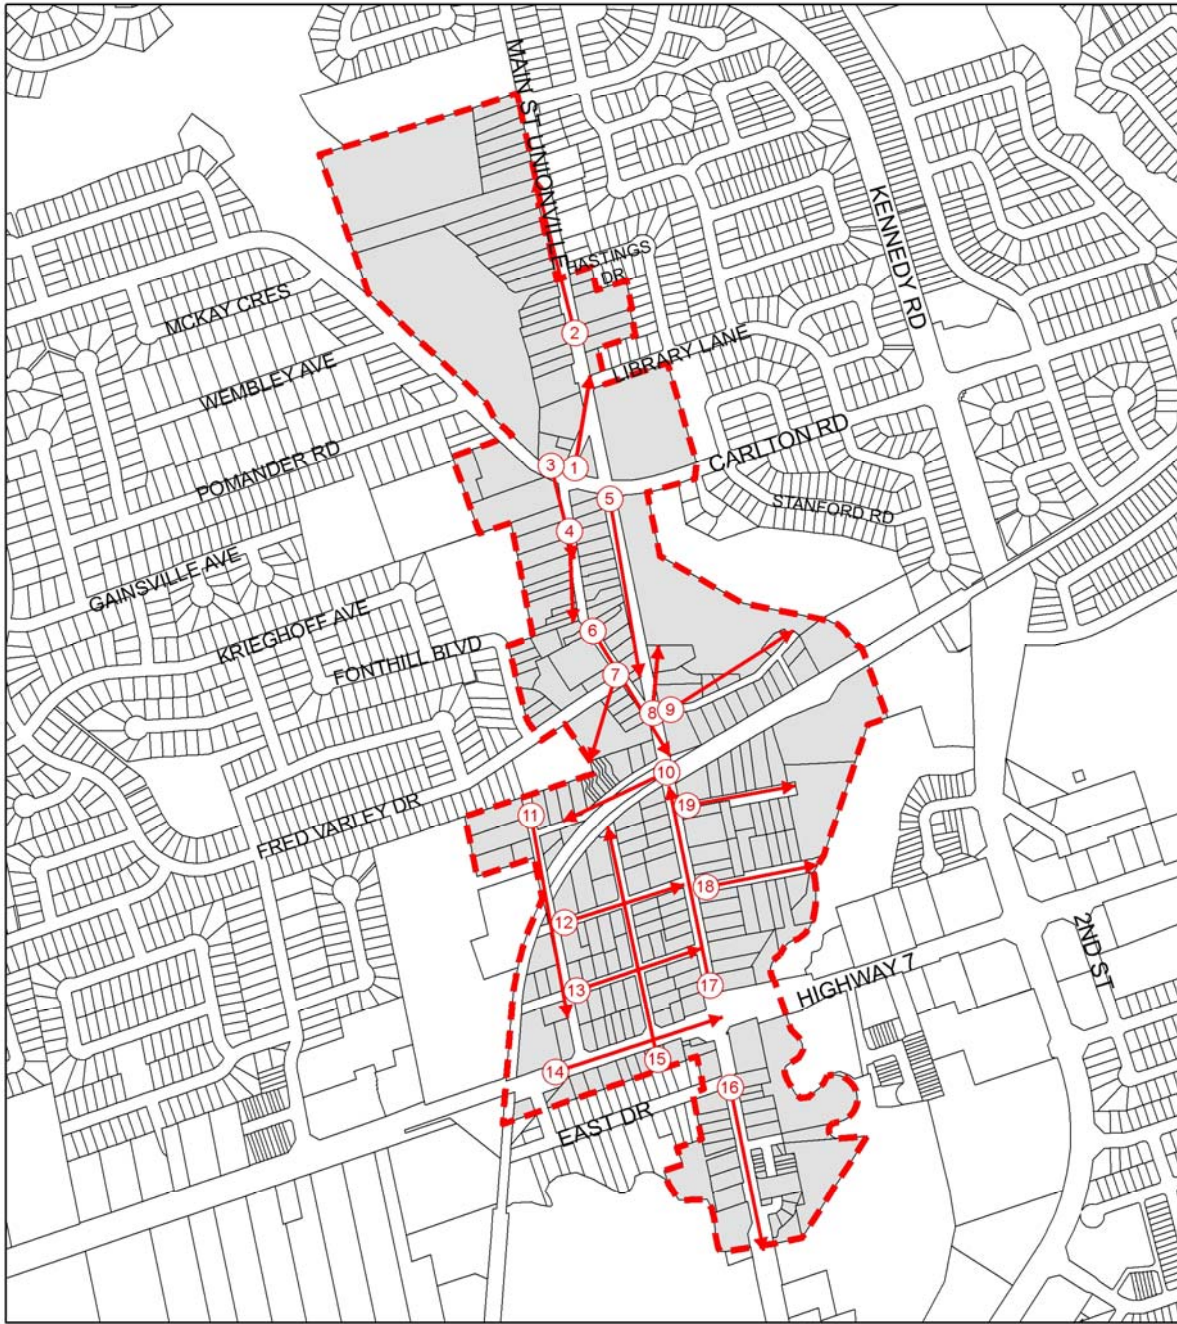 MAIN ST UNIONVILLE
KENNEDY RD
HASTINGS
DR
MCKAY CRES
2
LIBRARY LANE
WEMBLEY AVE
CARLTON RD
POMANDER RD
3
1
5
STANFORD RD
4
GAINSVILLE AVE
KRIEGHOFF AVE
6
FONTHILL BLVD
7
8
9
10
19
11
FRED VARLEY DR
18
12
2ND ST
HIGHWAY 7
13
17
15
14
16
EAST DR